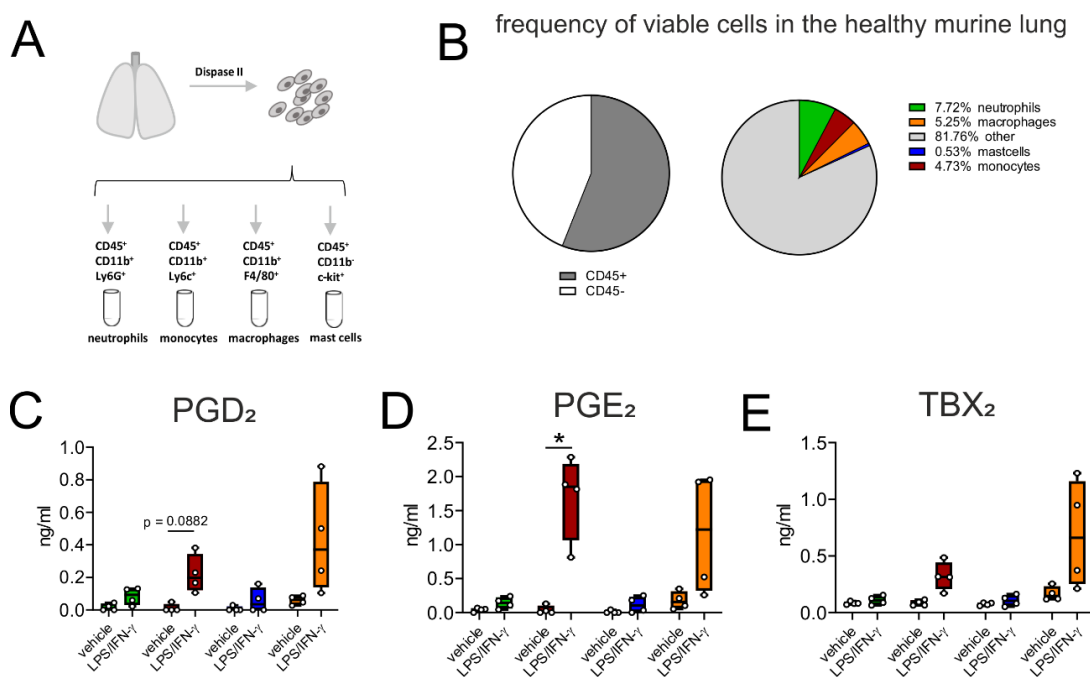 A
Dispase II
CD45⁺
CD11b⁺
Ly6G⁺
neutrophils
CD45⁺
CD11b⁺
Ly6c⁺
monocytes
CD45⁺
CD11b⁺
F4/80⁺
macrophages
CD45⁺
CD11b⁻
c-kit⁺
mast cells
B
frequency of viable cells in the healthy murine lung
CD45+
CD45-
7.72% neutrophils
5.25% macrophages
81.76% other
0.53% mastcells
4.73% monocytes
C
PGD₂
ng/ml
1.0
0.8
0.6
0.4
0.2
0.0
p = 0.0882
vehicle
LPS/IFN-γ
vehicle
LPS/IFN-γ
vehicle
LPS/IFN-γ
vehicle
LPS/IFN-γ
D
PGE₂
ng/ml
2.5
2.0
1.5
1.0
0.5
0.0
*
vehicle
LPS/IFN-γ
vehicle
LPS/IFN-γ
vehicle
LPS/IFN-γ
vehicle
LPS/IFN-γ
E
TBX₂
ng/ml
1.5
1.0
0.5
0.0
vehicle
LPS/IFN-γ
vehicle
LPS/IFN-γ
vehicle
LPS/IFN-γ
vehicle
LPS/IFN-γ